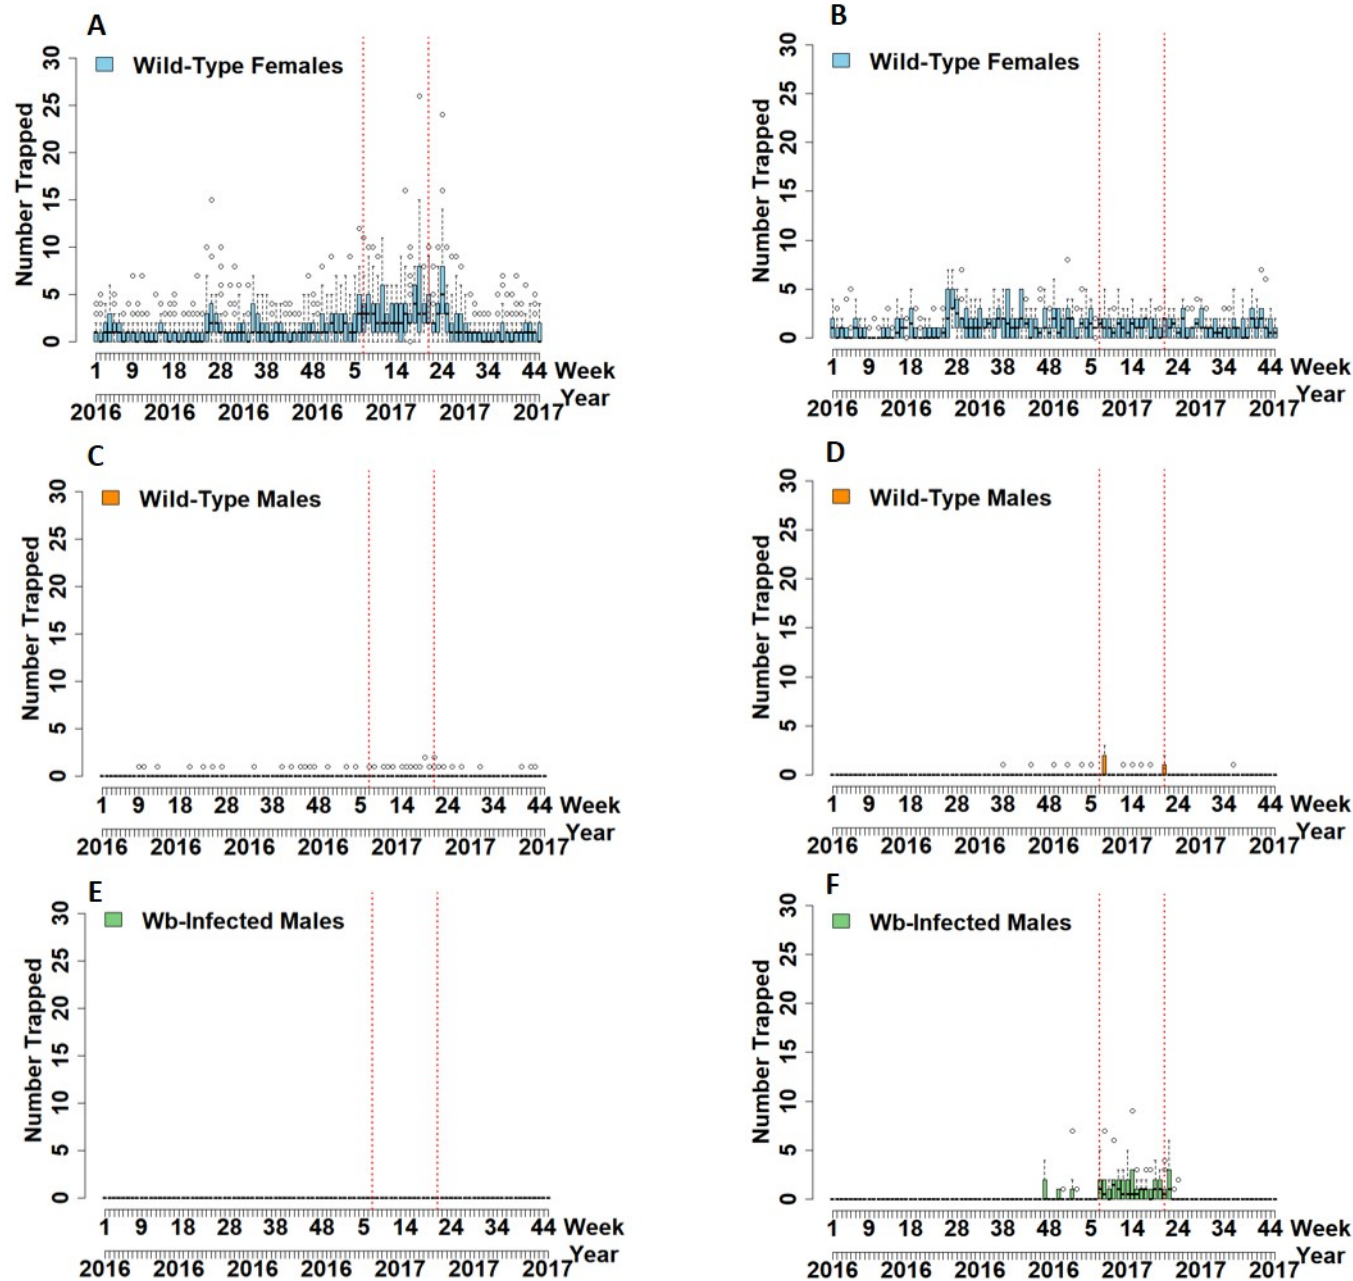 A
Wild-Type Females
Number Trapped
30
25
20
15
10
5
0
1 9 18 28 38 48 5 14 24 34 44 Week
Year
2016 2016 2016 2016 2017 2017 2017
B
Wild-Type Females
Number Trapped
30
25
20
15
10
5
0
1 9 18 28 38 48 5 14 24 34 44 Week
Year
2016 2016 2016 2016 2017 2017 2017
C
Wild-Type Males
Number Trapped
30
25
20
15
10
5
0
1 9 18 28 38 48 5 14 24 34 44 Week
Year
2016 2016 2016 2016 2017 2017 2017
D
Wild-Type Males
Number Trapped
30
25
20
15
10
5
0
1 9 18 28 38 48 5 14 24 34 44 Week
Year
2016 2016 2016 2016 2017 2017 2017
E
Wb-Infected Males
Number Trapped
30
25
20
15
10
5
0
1 9 18 28 38 48 5 14 24 34 44 Week
Year
2016 2016 2016 2016 2017 2017 2017
F
Wb-Infected Males
Number Trapped
30
25
20
15
10
5
0
1 9 18 28 38 48 5 14 24 34 44 Week
Year
2016 2016 2016 2016 2017 2017 2017